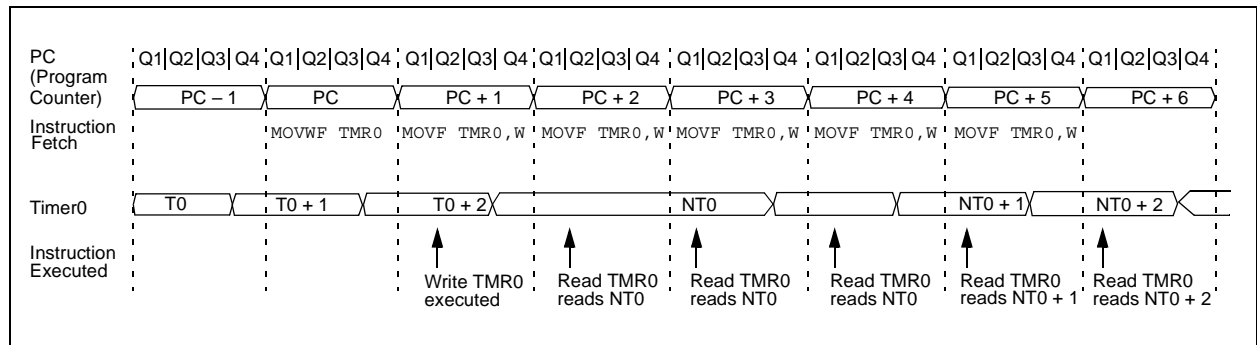 PC
(Program
Counter)
Q1 Q2 Q3 Q4 Q1 Q2 Q3 Q4 Q1 Q2 Q3 Q4 Q1 Q2 Q3 Q4 Q1 Q2 Q3 Q4 Q1 Q2 Q3 Q4 Q1 Q2 Q3 Q4 Q1 Q2 Q3 Q4
PC – 1 PC PC + 1 PC + 2 PC + 3 PC + 4 PC + 5 PC + 6
Instruction
Fetch
MOVWF TMR0 MOVF TMR0,W MOVF TMR0,W MOVF TMR0,W MOVF TMR0,W MOVF TMR0,W
Timer0
T0 T0 + 1 T0 + 2 NT0 NT0 + 1 NT0 + 2
Instruction
Executed
Write TMR0
executed
Read TMR0
reads NT0
Read TMR0
reads NT0
Read TMR0
reads NT0
Read TMR0
reads NT0 + 1
Read TMR0
reads NT0 + 2